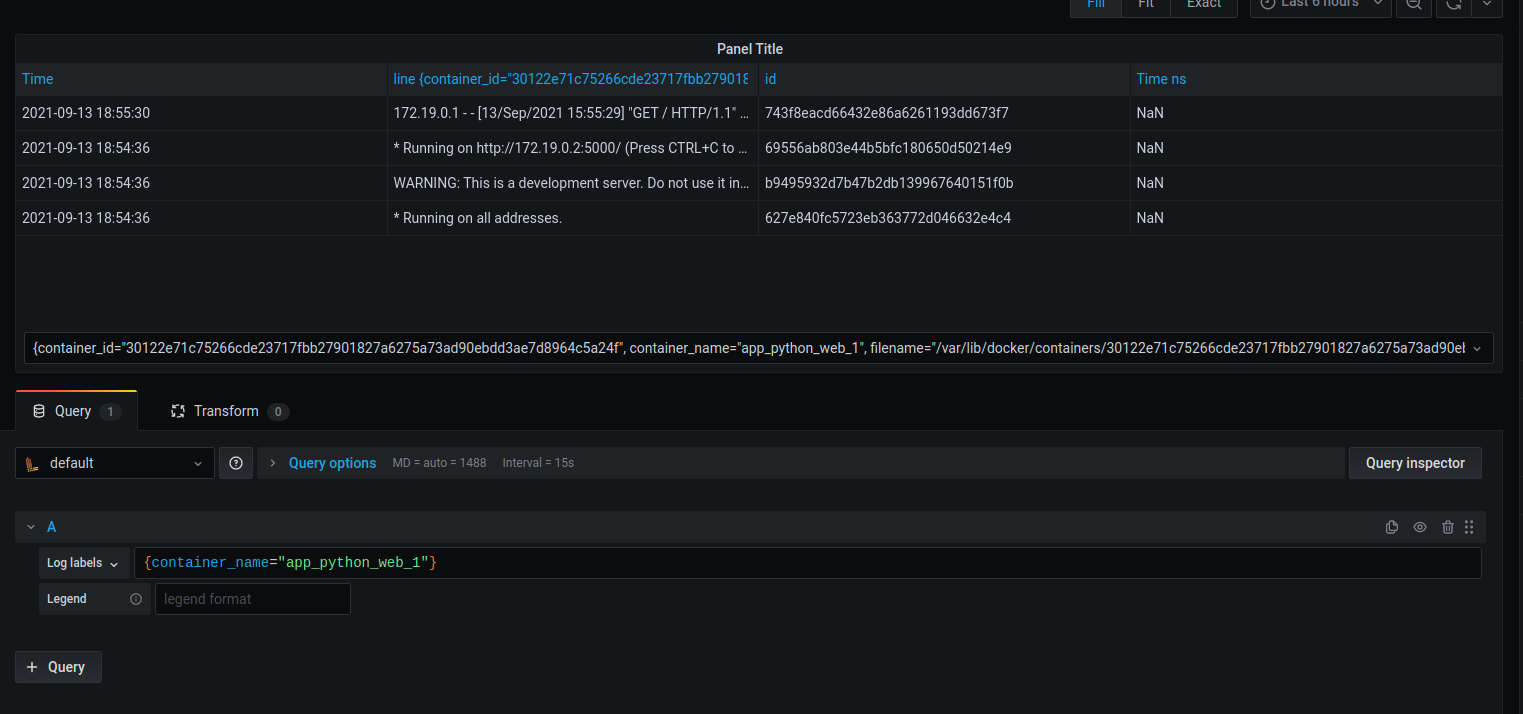 Fill Fit Exact Last 6 hours
Panel Title
Time line {container_id="30122e71c75266cde23717fbb279018 id Time ns
2021-09-13 18:55:30 172.19.0.1 - - [13/Sep/2021 15:55:29] "GET / HTTP/1.1" ... 743f8eacd66432e86a6261193dd673f7 NaN
2021-09-13 18:54:36 * Running on http://172.19.0.2:5000/ (Press CTRL+C to ... 69556ab803e44b5bfc180650d50214e9 NaN
2021-09-13 18:54:36 WARNING: This is a development server. Do not use it in... b9495932d7b47b2db139967640151f0b NaN
2021-09-13 18:54:36 * Running on all addresses. 627e840fc5723eb363772d046632e4c4 NaN
{container_id="30122e71c75266cde23717fbb27901827a6275a73ad90ebdd3ae7d8964c5a24f", container_name="app_python_web_1", filename="/var/lib/docker/containers/30122e71c75266cde23717fbb27901827a6275a73ad90eb
Query 1 Transform 0
default Query options MD = auto = 1488 Interval = 15s Query inspector
A
Log labels {container_name="app_python_web_1"}
Legend legend format
+ Query